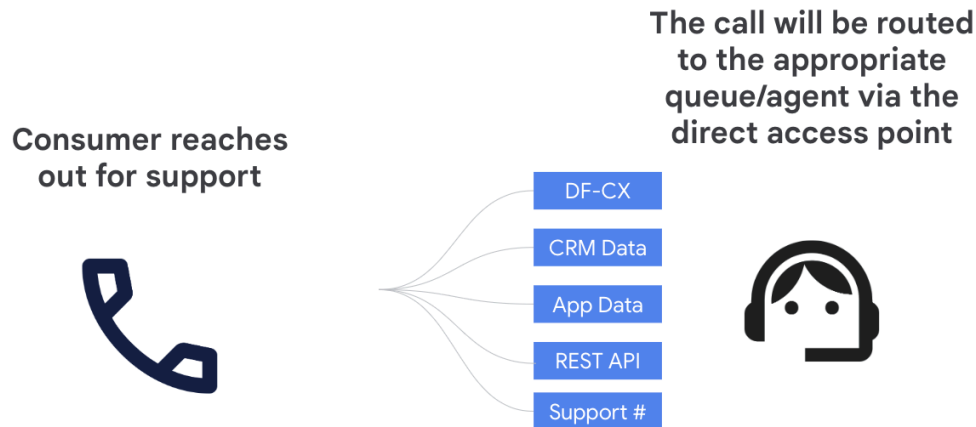 Consumer reaches
out for support
The call will be routed
to the appropriate
queue/agent via the
direct access point
DF-CX
CRM Data
App Data
REST API
Support #